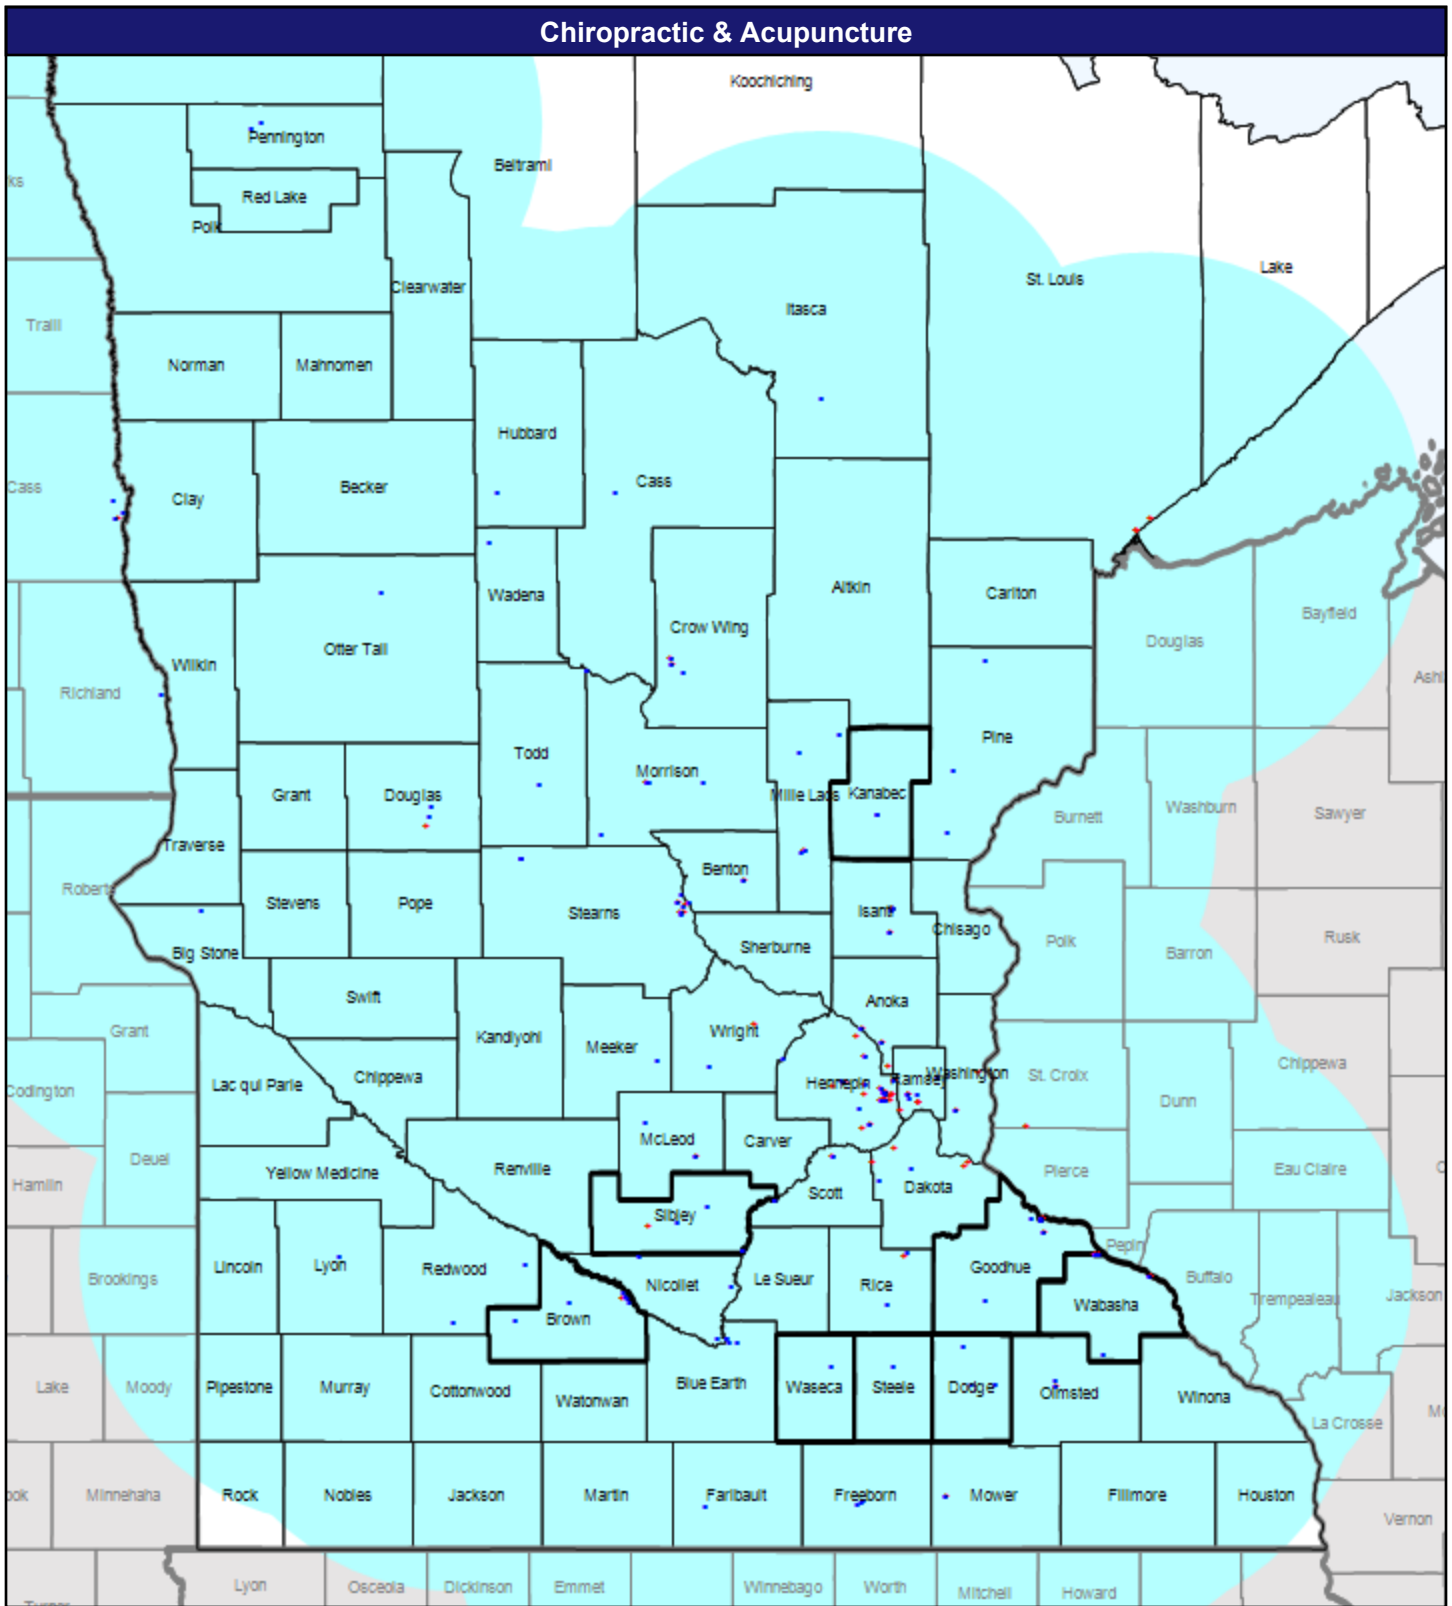 Chiropractic & Acupuncture
Koochiching
Pennington
Beltrami
ks
Red Lake
Polk
Lake
Clearwater
St. Louis
Itasca
Traill
Norman
Mahnomen
Hubbard
Cass
Cass
Becker
Clay
Aitkin
Carlton
Wadena
Crow Wing
Bayfield
Douglas
Otter Tail
Wilkin
Richland
Ashl
Pine
Todd
Morrison
Grant
Douglas
Mille Lacs
Kanabec
Washburn
Sawyer
Burnett
Traverse
Benton
Roberts
Stevens
Pope
Stearns
Isanti
Chisago
Rusk
Polk
Sherburne
Barron
Big Stone
Swift
Anoka
Grant
Wright
Kandiyohi
Meeker
Chippewa
Chippewa
Lac qui Parle
Hennepin
Ramsey
Washington
St. Croix
Codington
Dunn
McLeod
Carver
Deuel
Yellow Medicine
Renville
Pierce
Eau Claire
Hamlin
Scott
Dakota
Sibley
Pepin
Lincoln
Lyon
Redwood
Goodhue
Brookings
Nicollet
Le Sueur
Rice
Buffalo
Trempealeau
Jackson
Wabasha
Brown
Lake
Moody
Pipestone
Murray
Cottonwood
Watonwan
Blue Earth
Waseca
Steele
Dodge
Olmsted
Winona
La Crosse
Minnehaha
Rock
Nobles
Jackson
Martin
Faribault
Freeborn
Mower
Fillmore
Houston
ook
Vernon
Lyon
Osceola
Dickinson
Emmet
Winnebago
Worth
Mitchell
Howard